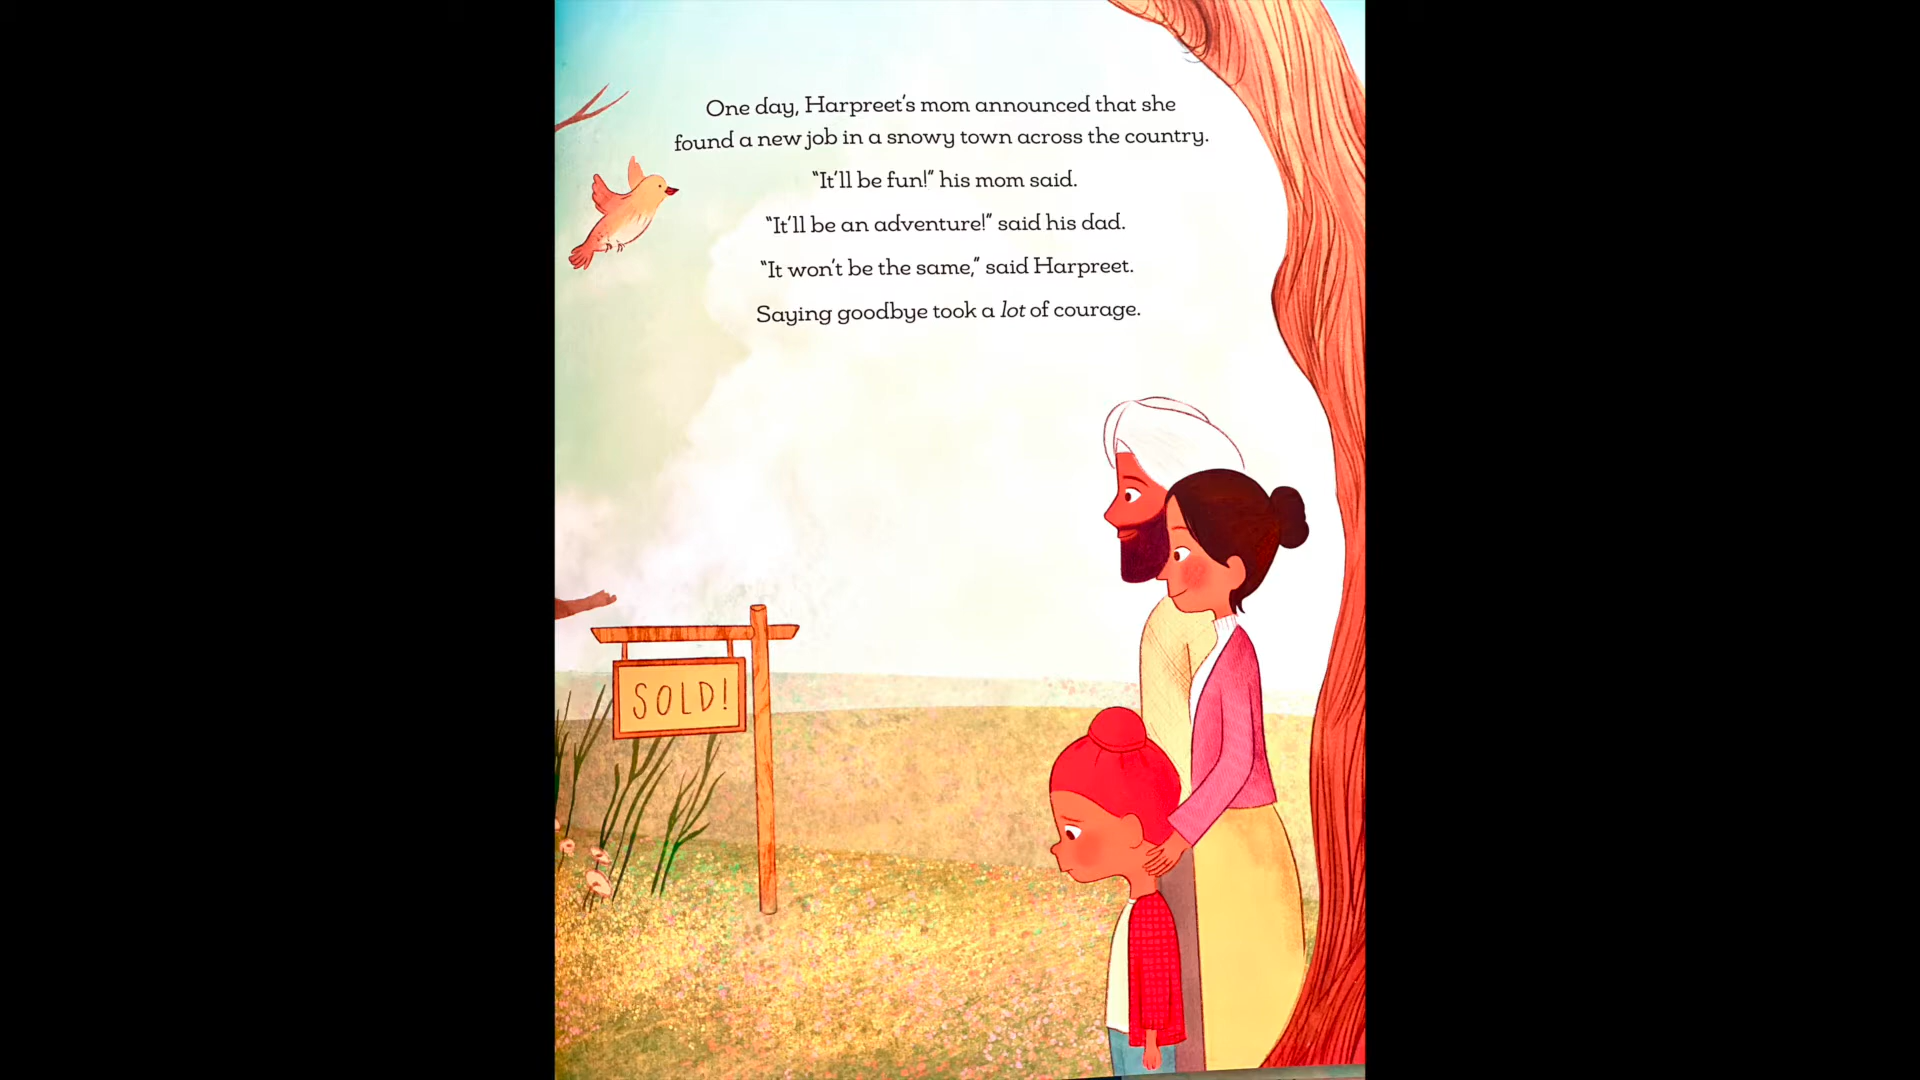 One day, Harpreet's mom announced that she
found a new job in a snowy town across the country.
"It'll be fun!" his mom said.
"It'll be an adventure!" said his dad.
"It won't be the same," said Harpreet.
Saying goodbye took a lot of courage.
SOLD!